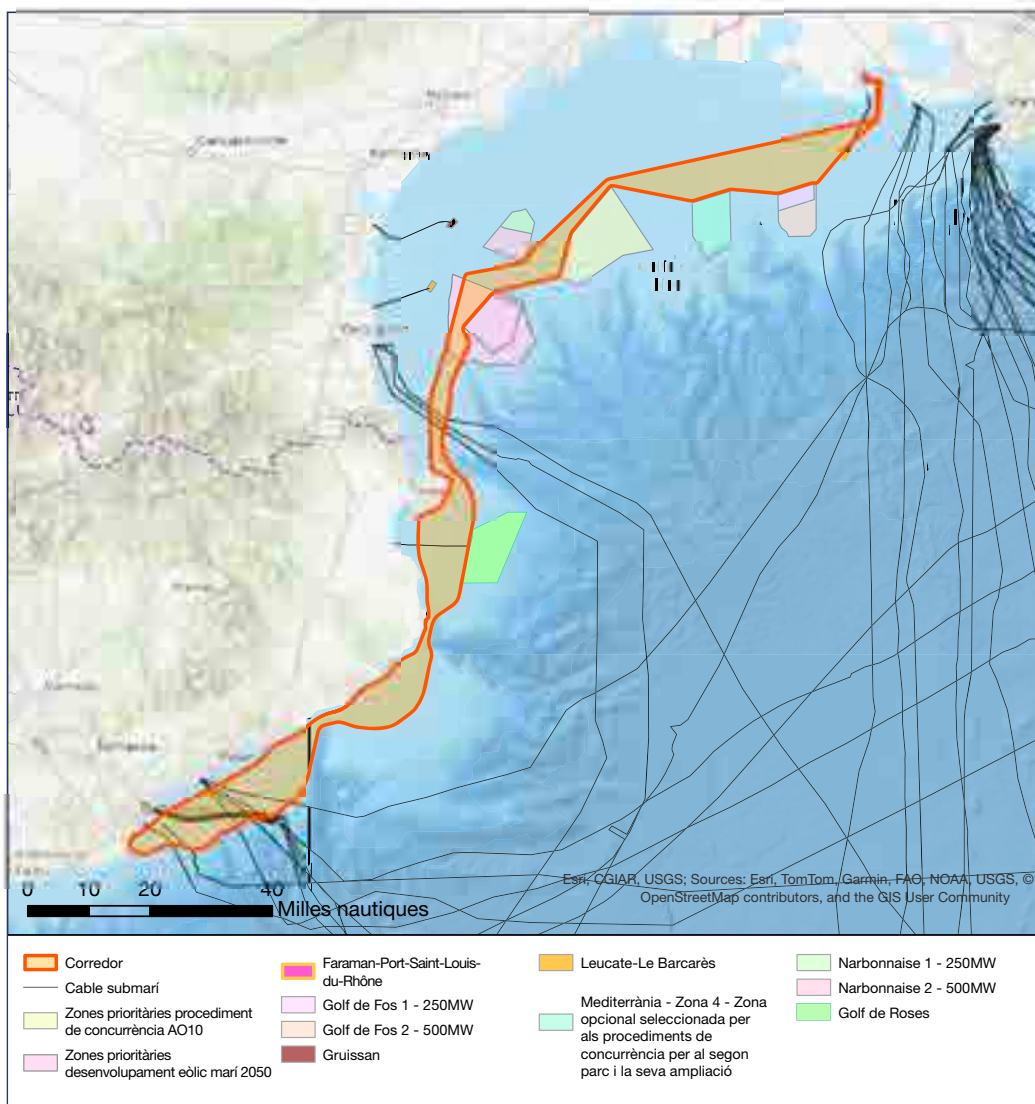 0 10 20 40
Milles nautiques
Esri, CGIAR, USGS; Sources: Esri, TomTom, Garmin, FAO, NOAA, USGS, ©
OpenStreetMap contributors, and the GIS User Community
Corredor
Cable submarí
Zones prioritàries procediment
de concurrència AO10
Zones prioritàries
desenvolupament eòlic marí 2050
Faraman-Port-Saint-Louis-
du-Rhône
Golf de Fos 1 - 250MW
Golf de Fos 2 - 500MW
Gruissan
Leucate-Le Barcarès
Mediterrània - Zona 4 - Zona
opcional seleccionada per
als procediments de
concurrència per al segon
parc i la seva ampliació
Narbonnaise 1 - 250MW
Narbonnaise 2 - 500MW
Golf de Roses